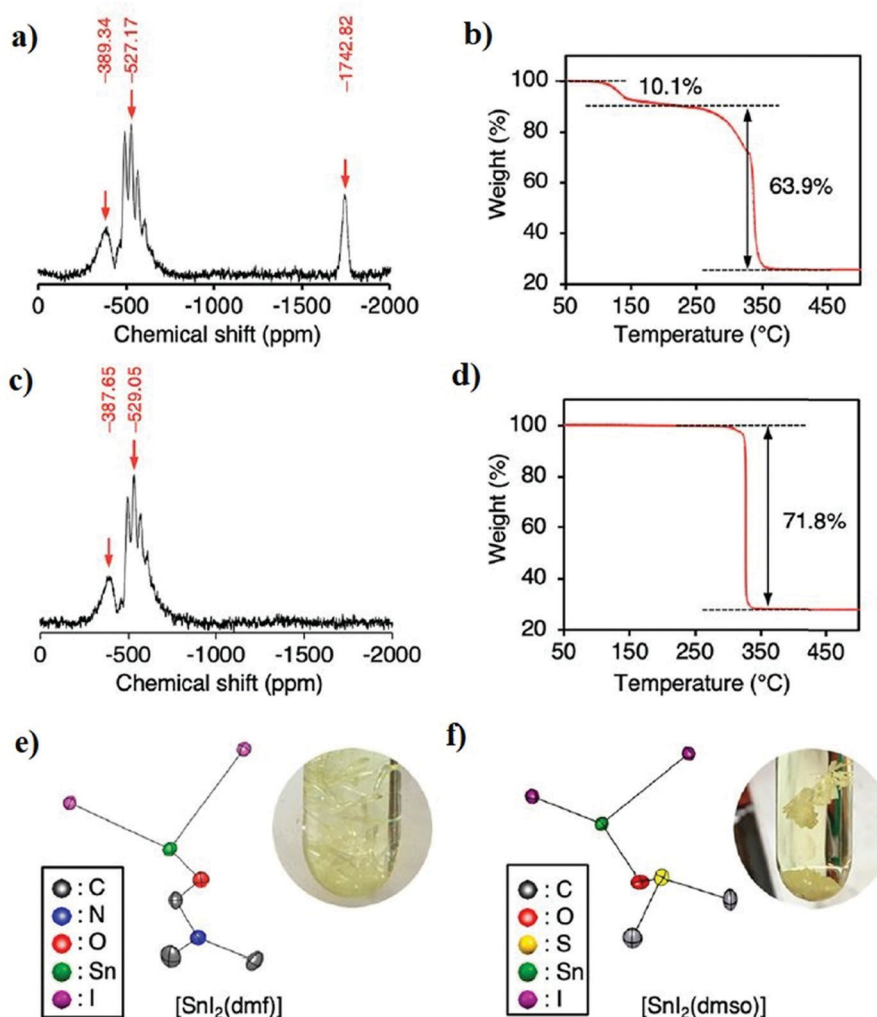 a)
−389.34
−527.17
−1742.82
0
-500
-1000
-1500
-2000
Chemical shift (ppm)
b)
100
80
60
40
20
Weight (%)
10.1%
63.9%
50
150
250
350
450
Temperature (°C)
c)
−387.65
−529.05
0
-500
-1000
-1500
-2000
Chemical shift (ppm)
d)
100
80
60
40
20
Weight (%)
71.8%
50
150
250
350
450
Temperature (°C)
e)
: C
: N
: O
: Sn
: I
[SnI₂(dmf)]
f)
: C
: O
: S
: Sn
: I
[SnI₂(dmso)]